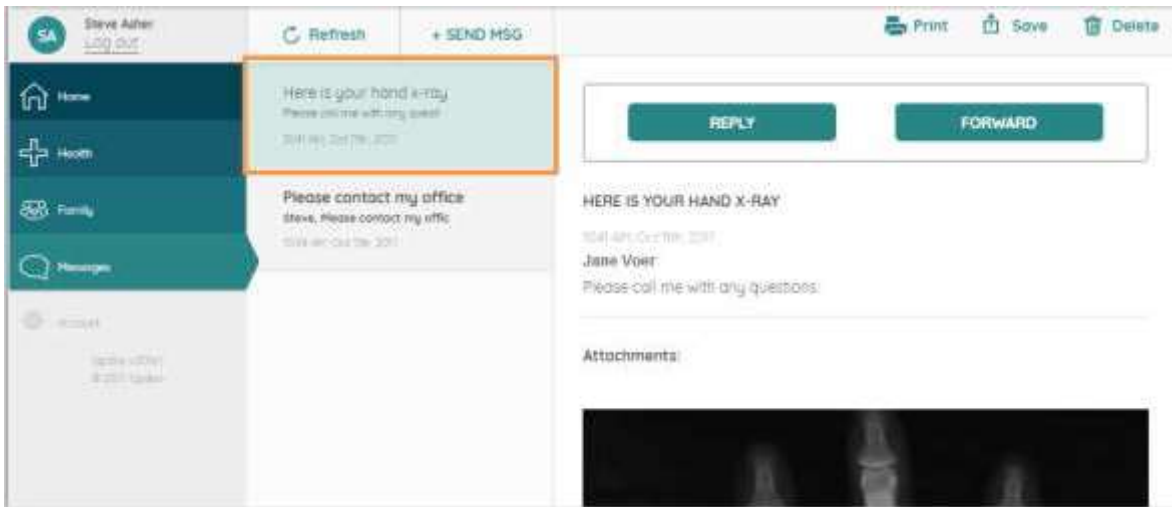 SA
Steve Asher
Log out
Home
Health
Family
Messages
Account
Refresh
+ SEND MSG
Here is your hand x-ray
Please call me with any quest
Please contact my office
Steve, Please contact my offic
Print
Save
Delete
REPLY
FORWARD
HERE IS YOUR HAND X-RAY
Jane Voer
Please call me with any questions.
Attachments: